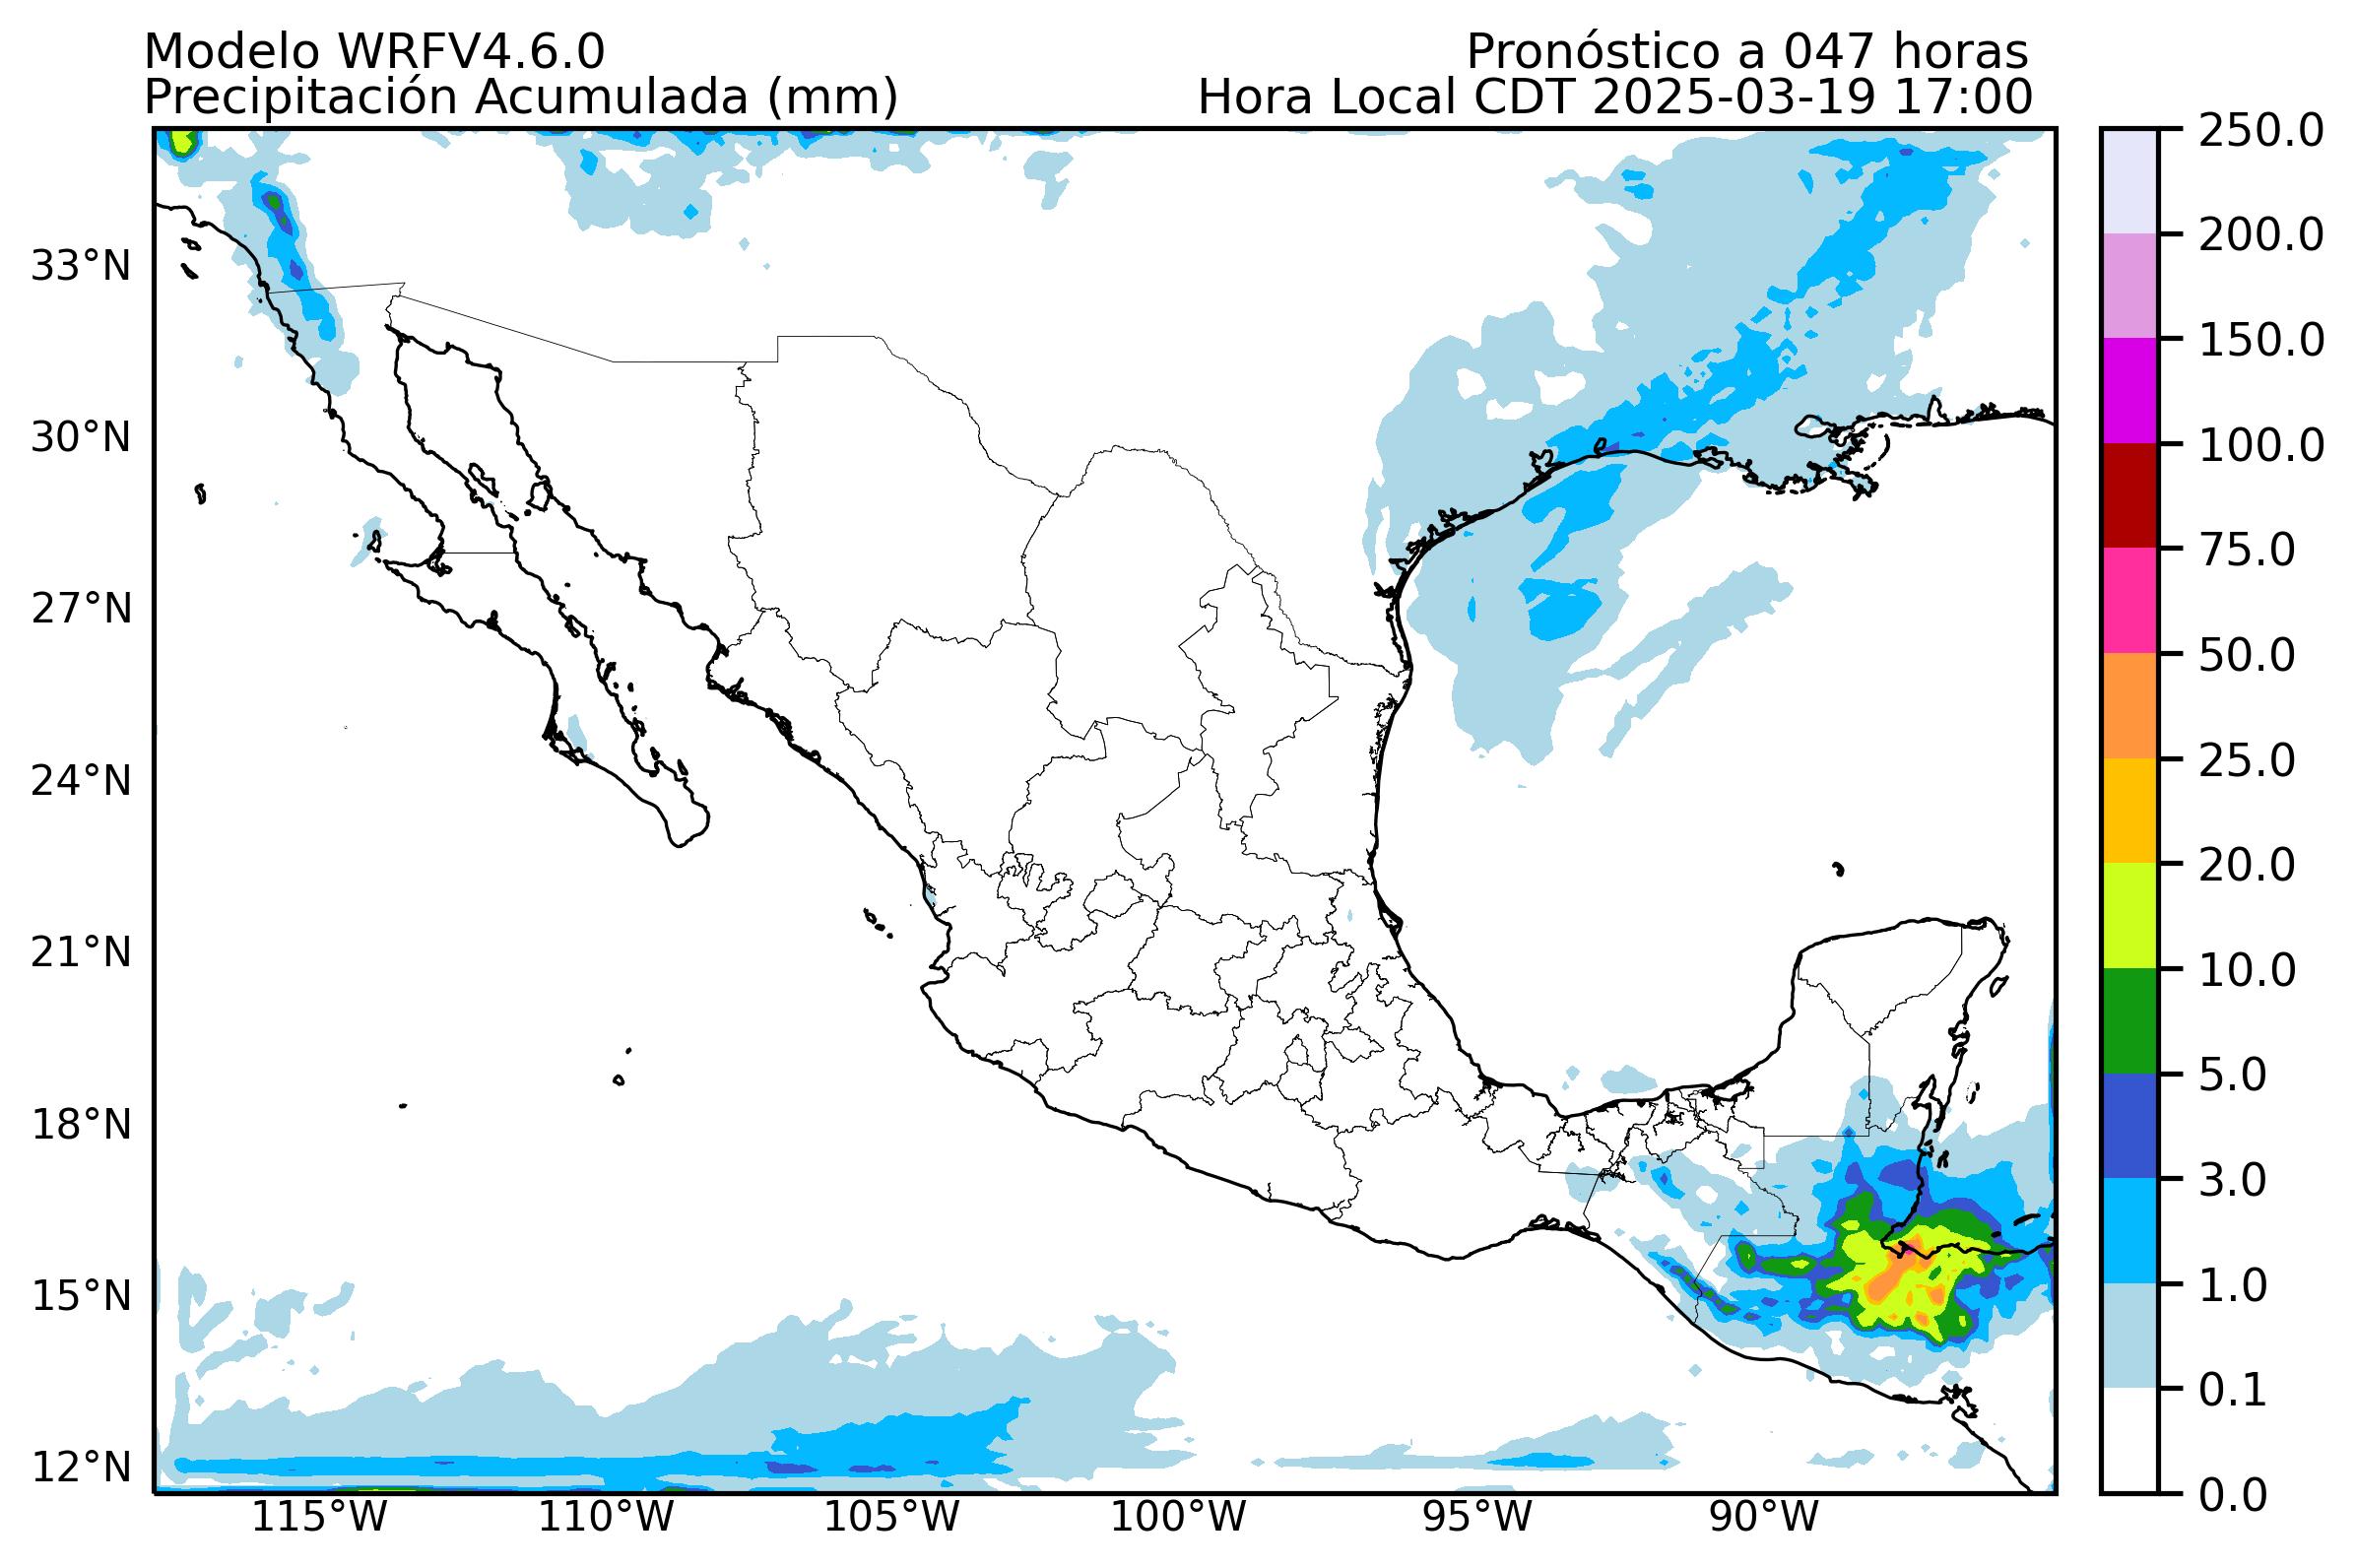 Modelo WRFV4.6.0
Pronóstico a 047 horas
Precipitación Acumulada (mm)
Hora Local CDT 2025-03-19 17:00
33°N
30°N
27°N
24°N
21°N
18°N
15°N
12°N
115°W
110°W
105°W
100°W
95°W
90°W
250.0
200.0
150.0
100.0
75.0
50.0
25.0
20.0
10.0
5.0
3.0
1.0
0.1
0.0